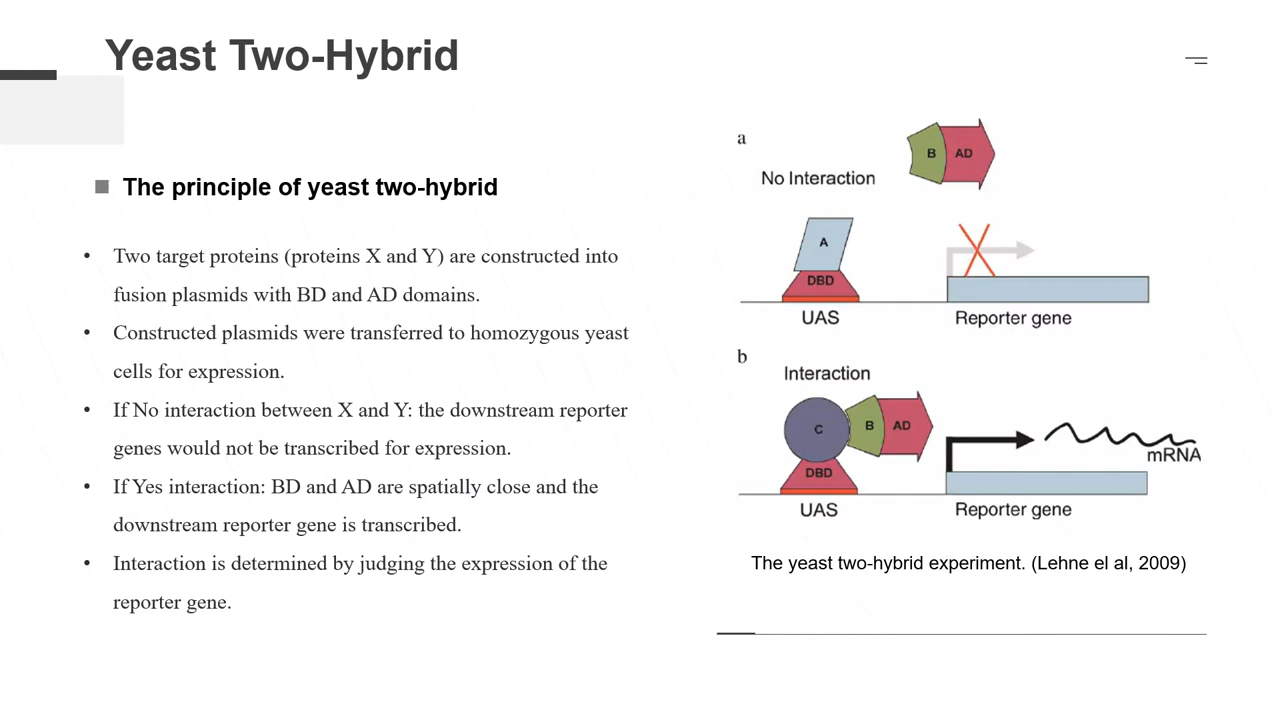 Yeast Two-Hybrid
The principle of yeast two-hybrid
• Two target proteins (proteins X and Y) are constructed into
fusion plasmids with BD and AD domains.
• Constructed plasmids were transferred to homozygous yeast
cells for expression.
• If No interaction between X and Y: the downstream reporter
genes would not be transcribed for expression.
• If Yes interaction: BD and AD are spatially close and the
downstream reporter gene is transcribed.
• Interaction is determined by judging the expression of the
reporter gene.
a
B AD
No Interaction
A
DBD
UAS Reporter gene
b
Interaction
C B AD
mRNA
DBD
UAS Reporter gene
The yeast two-hybrid experiment. (Lehne el al, 2009)